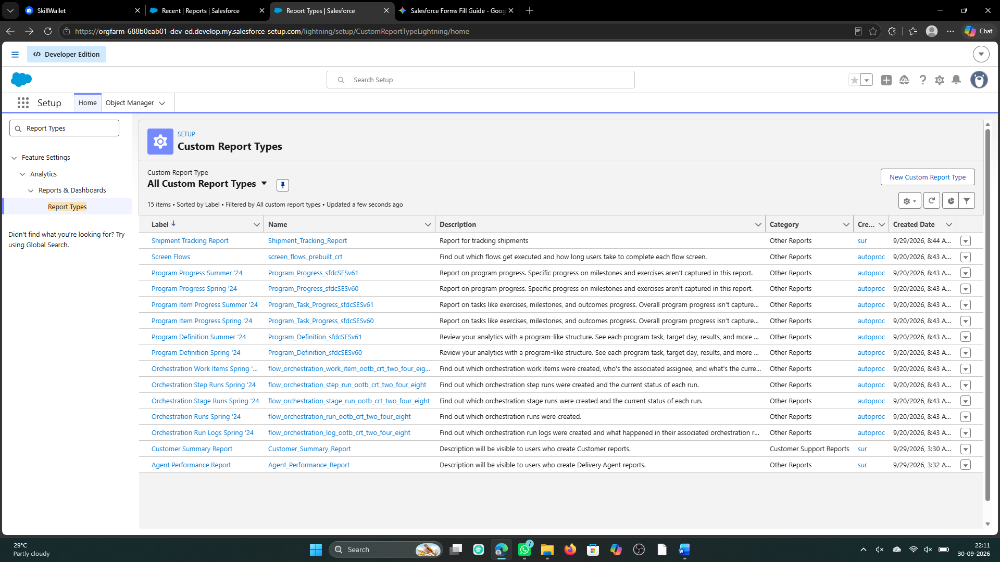 SkillWallet
Recent | Reports | Salesforce
Report Types | Salesforce
Salesforce Forms Fill Guide - Goog
https://orgfarm-688b0eab01-dev-ed.develop.my.salesforce-setup.com/lightning/setup/CustomReportTypeLightning/home
Chat
Developer Edition
Search Setup
Setup
Home
Object Manager
Report Types
Feature Settings
Analytics
Reports & Dashboards
Report Types
Didn't find what you're looking for? Try
using Global Search.
SETUP
Custom Report Types
Custom Report Type
All Custom Report Types
New Custom Report Type
15 items • Sorted by Label • Filtered by All custom report types • Updated a few seconds ago
Label Name Description Category Cre... Created Date
Shipment Tracking Report Shipment_Tracking_Report Report for tracking shipments Other Reports sur 9/29/2026, 8:44 A...
Screen Flows screen_flows_prebuilt_crt Find out which flows get executed and how long users take to complete each flow screen. Other Reports autoproc 9/20/2026, 8:43 A...
Program Progress Summer '24 Program_Progress_sfdcSESv61 Report on program progress. Specific progress on milestones and exercises aren't captured in this report. Other Reports autoproc 9/20/2026, 8:43 A...
Program Progress Spring '24 Program_Progress_sfdcSESv60 Report on program progress. Specific progress on milestones and exercises aren't captured in this report. Other Reports autoproc 9/20/2026, 8:43 A...
Program Item Progress Summer '24 Program_Task_Progress_sfdcSESv61 Report on tasks like exercises, milestones, and outcomes progress. Overall program progress isn't capture... Other Reports autoproc 9/20/2026, 8:43 A...
Program Item Progress Spring '24 Program_Task_Progress_sfdcSESv60 Report on tasks like exercises, milestones, and outcomes progress. Overall program progress isn't capture... Other Reports autoproc 9/20/2026, 8:43 A...
Program Definition Summer '24 Program_Definition_sfdcSESv61 Review your analytics with a program-like structure. See each program task, target day, results, and more ... Other Reports autoproc 9/20/2026, 8:43 A...
Program Definition Spring '24 Program_Definition_sfdcSESv60 Review your analytics with a program-like structure. See each program task, target day, results, and more ... Other Reports autoproc 9/20/2026, 8:43 A...
Orchestration Work Items Spring '... flow_orchestration_work_item_ootb_crt_two_four_eig... Find out which orchestration work items were created, who's the associated assignee, and what's the curre... Other Reports autoproc 9/20/2026, 8:43 A...
Orchestration Step Runs Spring '24 flow_orchestration_step_run_ootb_crt_two_four_eight Find out which orchestration step runs were created and the current status of each run. Other Reports autoproc 9/20/2026, 8:43 A...
Orchestration Stage Runs Spring '24 flow_orchestration_stage_run_ootb_crt_two_four_eight Find out which orchestration stage runs were created and the current status of each run. Other Reports autoproc 9/20/2026, 8:43 A...
Orchestration Runs Spring '24 flow_orchestration_run_ootb_crt_two_four_eight Find out which orchestration runs were created. Other Reports autoproc 9/20/2026, 8:43 A...
Orchestration Run Logs Spring '24 flow_orchestration_log_ootb_crt_two_four_eight Find out which orchestration run logs were created and what happened in their associated orchestration r... Other Reports autoproc 9/20/2026, 8:43 A...
Customer Summary Report Customer_Summary_Report Description will be visible to users who create Customer reports. Customer Support Reports sur 9/29/2026, 3:30 A...
Agent Performance Report Agent_Performance_Report Description will be visible to users who create Delivery Agent reports. Other Reports sur 9/29/2026, 3:32 A...
29°C
Partly cloudy
Search
7
22:11
30-09-2026